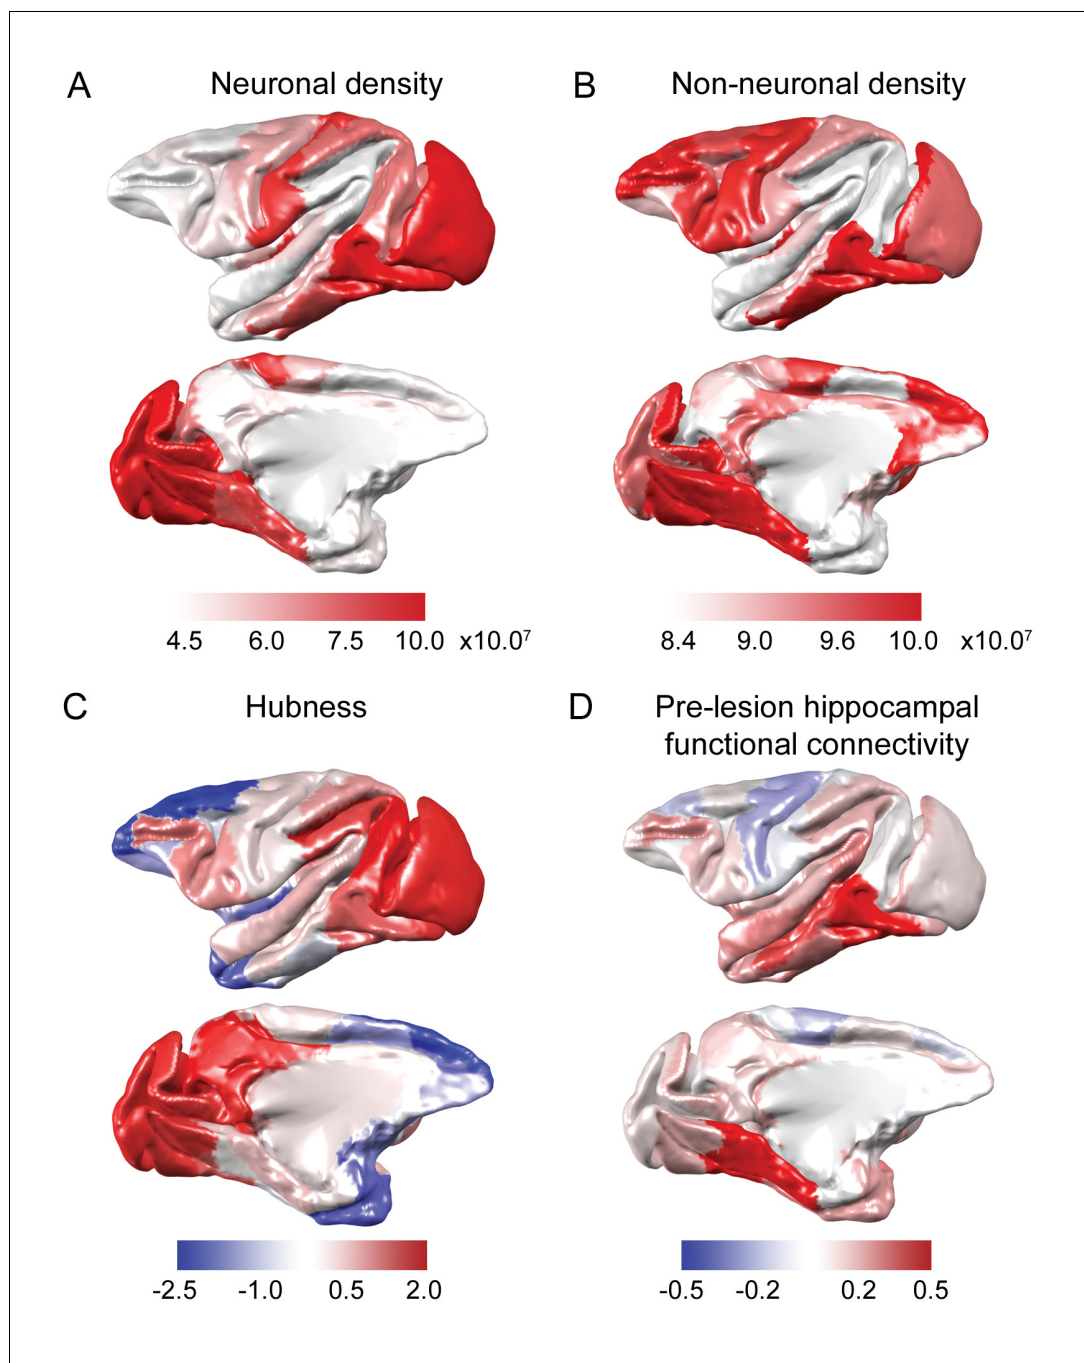 A Neuronal density
B Non-neuronal density
4.5 6.0 7.5 10.0 x10.0⁷
8.4 9.0 9.6 10.0 x10.0⁷
C Hubness
D Pre-lesion hippocampal
functional connectivity
-2.5 -1.0 0.5 2.0
-0.5 -0.2 0.2 0.5